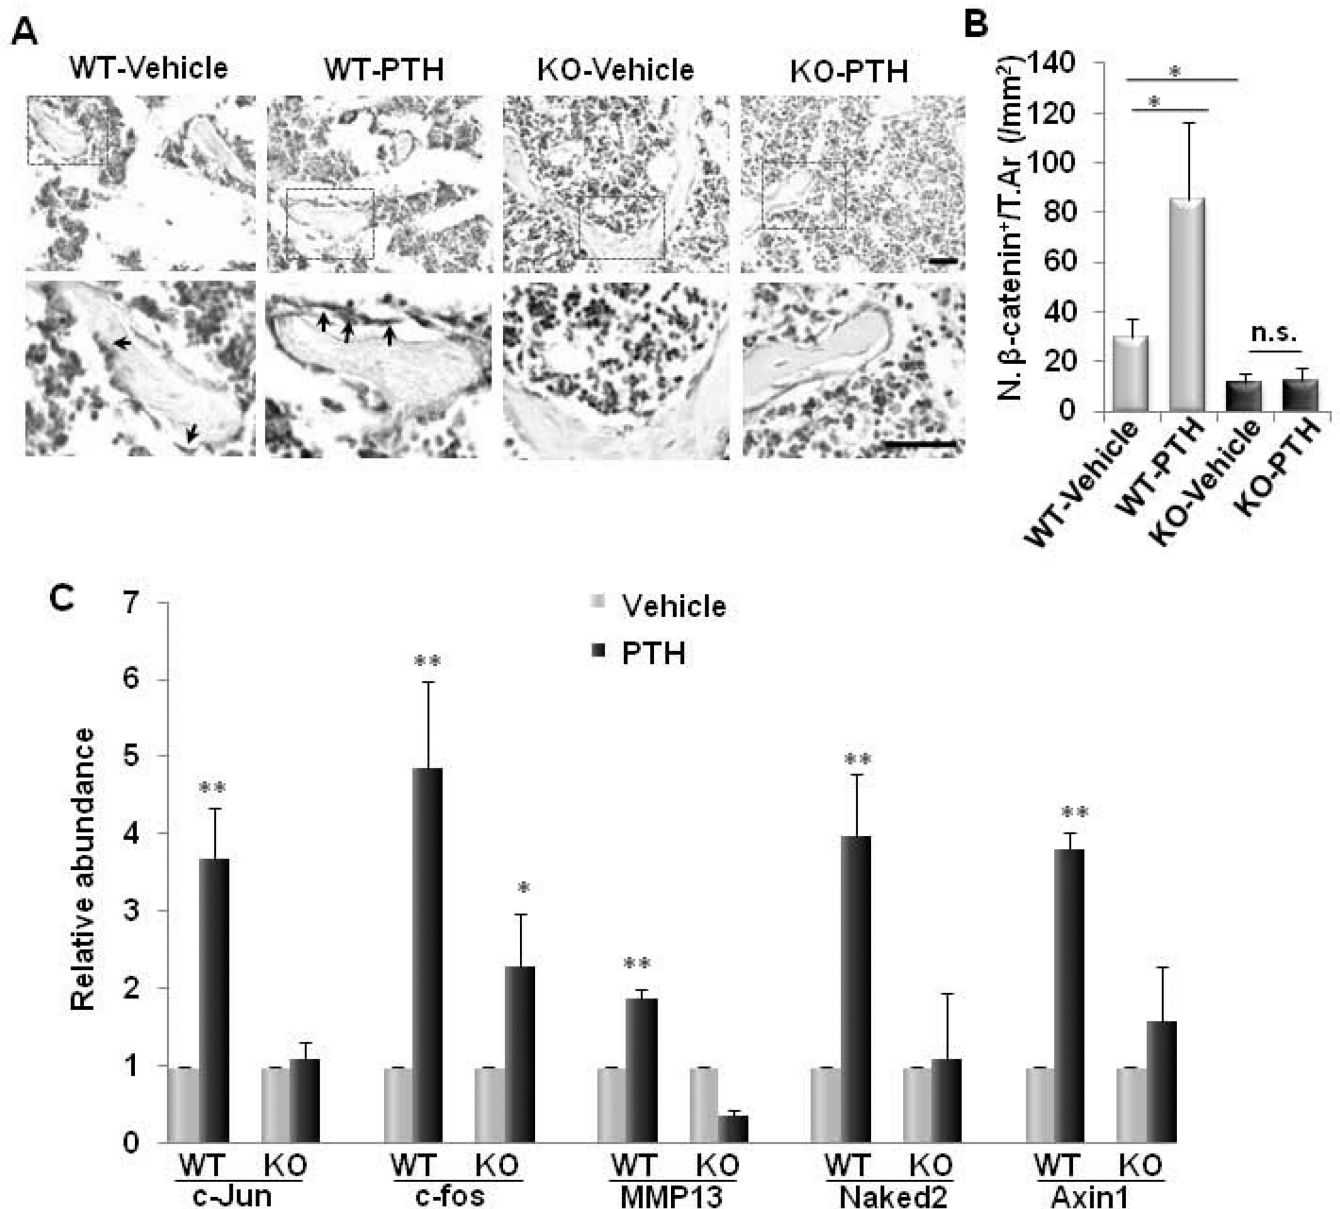 A
WT-Vehicle WT-PTH KO-Vehicle KO-PTH
B
N.β-catenin⁺/T.Ar (/mm²)
140
120
100
80
60
40
20
0
*
*
n.s.
WT-Vehicle
WT-PTH
KO-Vehicle
KO-PTH
C
Relative abundance
7
6
5
4
3
2
1
0
Vehicle
PTH
**
**
*
**
**
**
WT KO WT KO WT KO WT KO WT KO
c-Jun c-fos MMP13 Naked2 Axin1